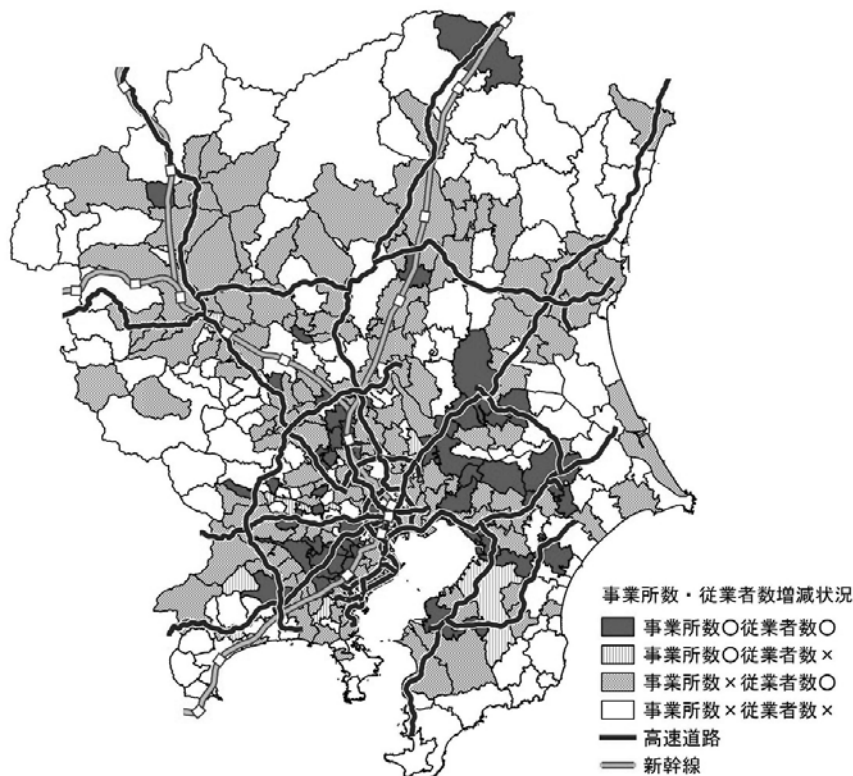 事業所数・従業者数増減状況
事業所数○従業者数○
事業所数○従業者数×
事業所数×従業者数○
事業所数×従業者数×
高速道路
新幹線